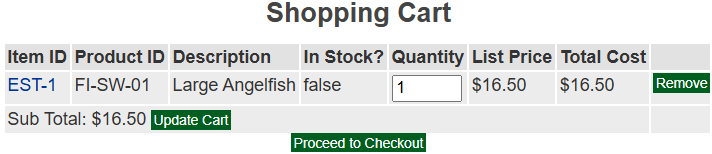 Shopping Cart
Item ID Product ID Description In Stock? Quantity List Price Total Cost
EST-1 FI-SW-01 Large Angelfish false 1 $16.50 $16.50 Remove
Sub Total: $16.50 Update Cart
Proceed to Checkout